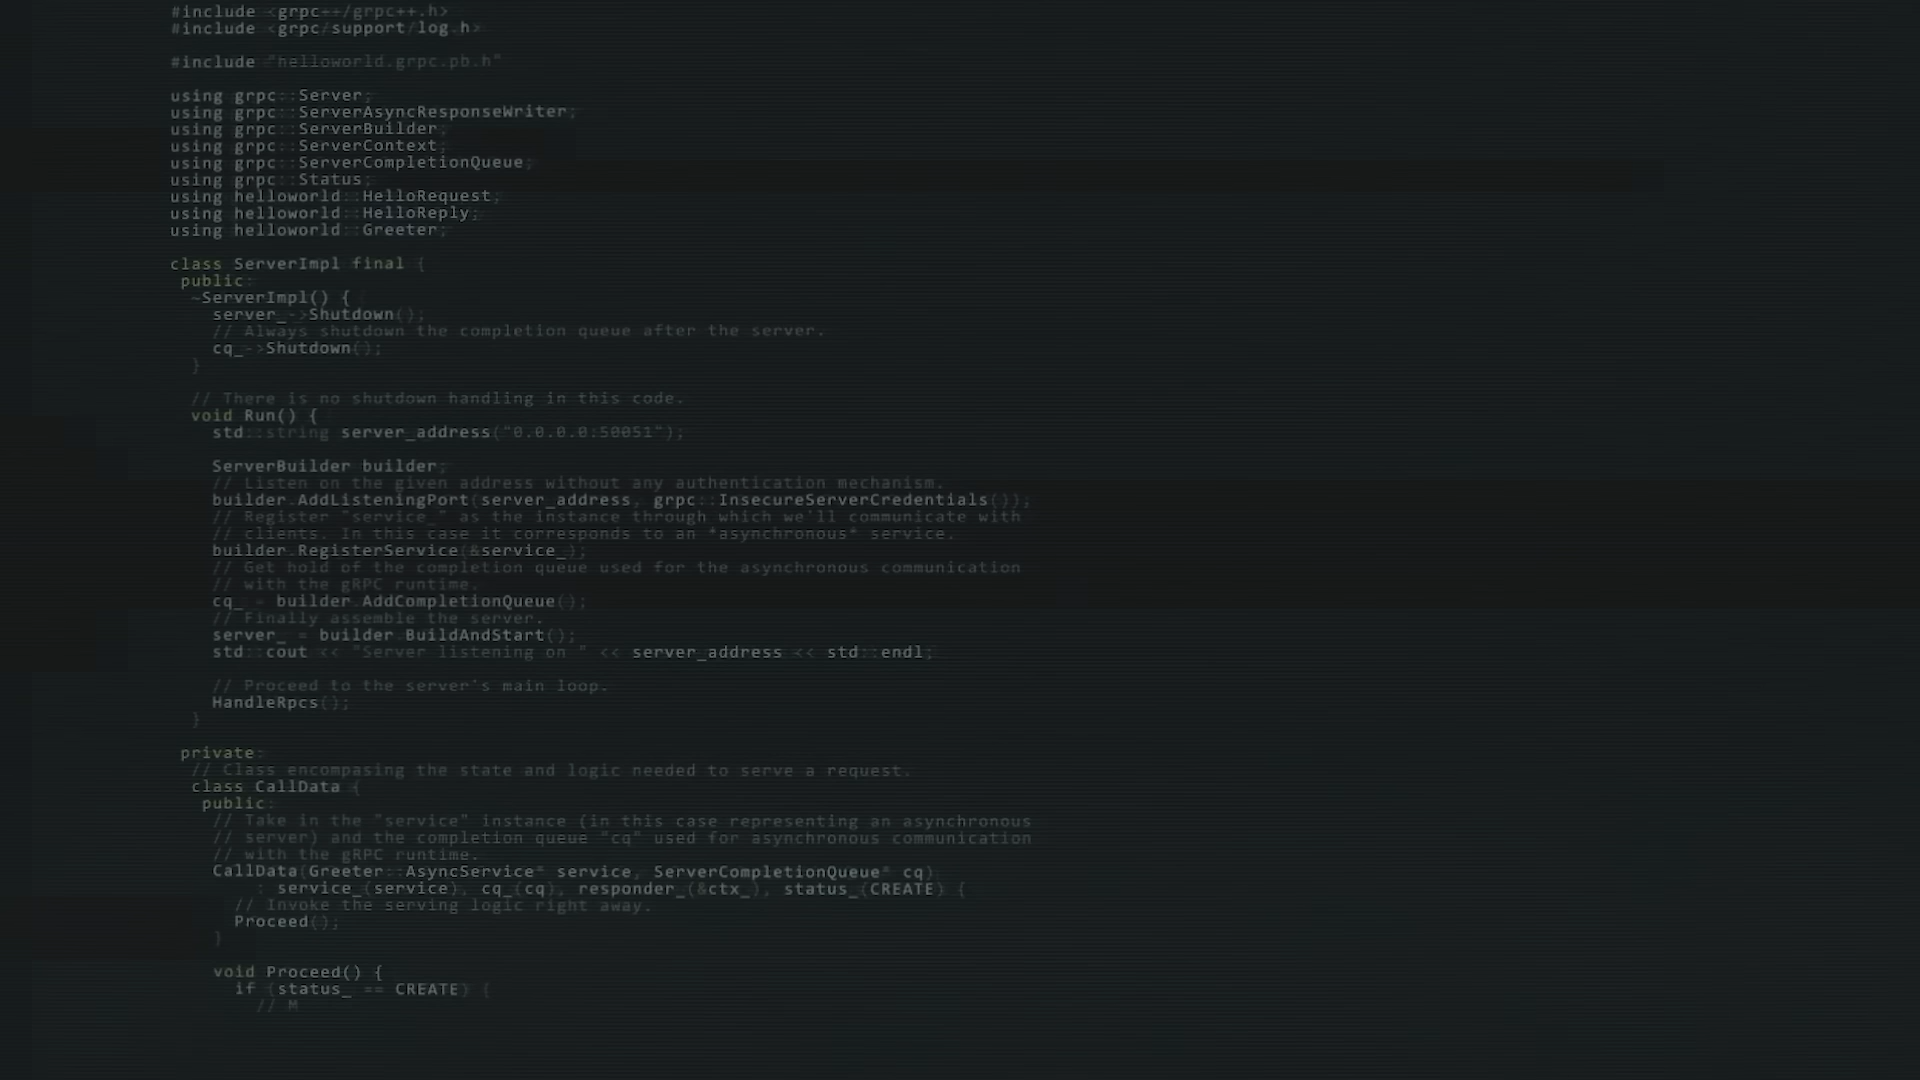 #include <grpc++/grpc++.h>
#include <grpc/support/log.h>
#include "helloworld.grpc.pb.h"
using grpc::Server;
using grpc::ServerAsyncResponseWriter;
using grpc::ServerBuilder;
using grpc::ServerContext;
using grpc::ServerCompletionQueue;
using grpc::Status;
using helloworld::HelloRequest;
using helloworld::HelloReply;
using helloworld::Greeter;
class ServerImpl final {
public:
~ServerImpl() {
server_->Shutdown();
// Always shutdown the completion queue after the server.
cq_->Shutdown();
}
// There is no shutdown handling in this code.
void Run() {
std::string server_address("0.0.0.0:50051");
ServerBuilder builder;
// Listen on the given address without any authentication mechanism.
builder.AddListeningPort(server_address, grpc::InsecureServerCredentials());
// Register "service_" as the instance through which we'll communicate with
// clients. In this case it corresponds to an *asynchronous* service.
builder.RegisterService(&service_);
// Get hold of the completion queue used for the asynchronous communication
// with the gRPC runtime.
cq_ = builder.AddCompletionQueue();
// Finally assemble the server.
server_ = builder.BuildAndStart();
std::cout << "Server listening on " << server_address << std::endl;
// Proceed to the server's main loop.
HandleRpcs();
}
private:
// Class encompasing the state and logic needed to serve a request.
class CallData {
public:
// Take in the "service" instance (in this case representing an asynchronous
// server) and the completion queue "cq" used for asynchronous communication
// with the gRPC runtime.
CallData(Greeter::AsyncService* service, ServerCompletionQueue* cq)
: service_(service), cq_(cq), responder_(&ctx_), status_(CREATE) {
// Invoke the serving logic right away.
Proceed();
}
void Proceed() {
if (status_ == CREATE) {
// M